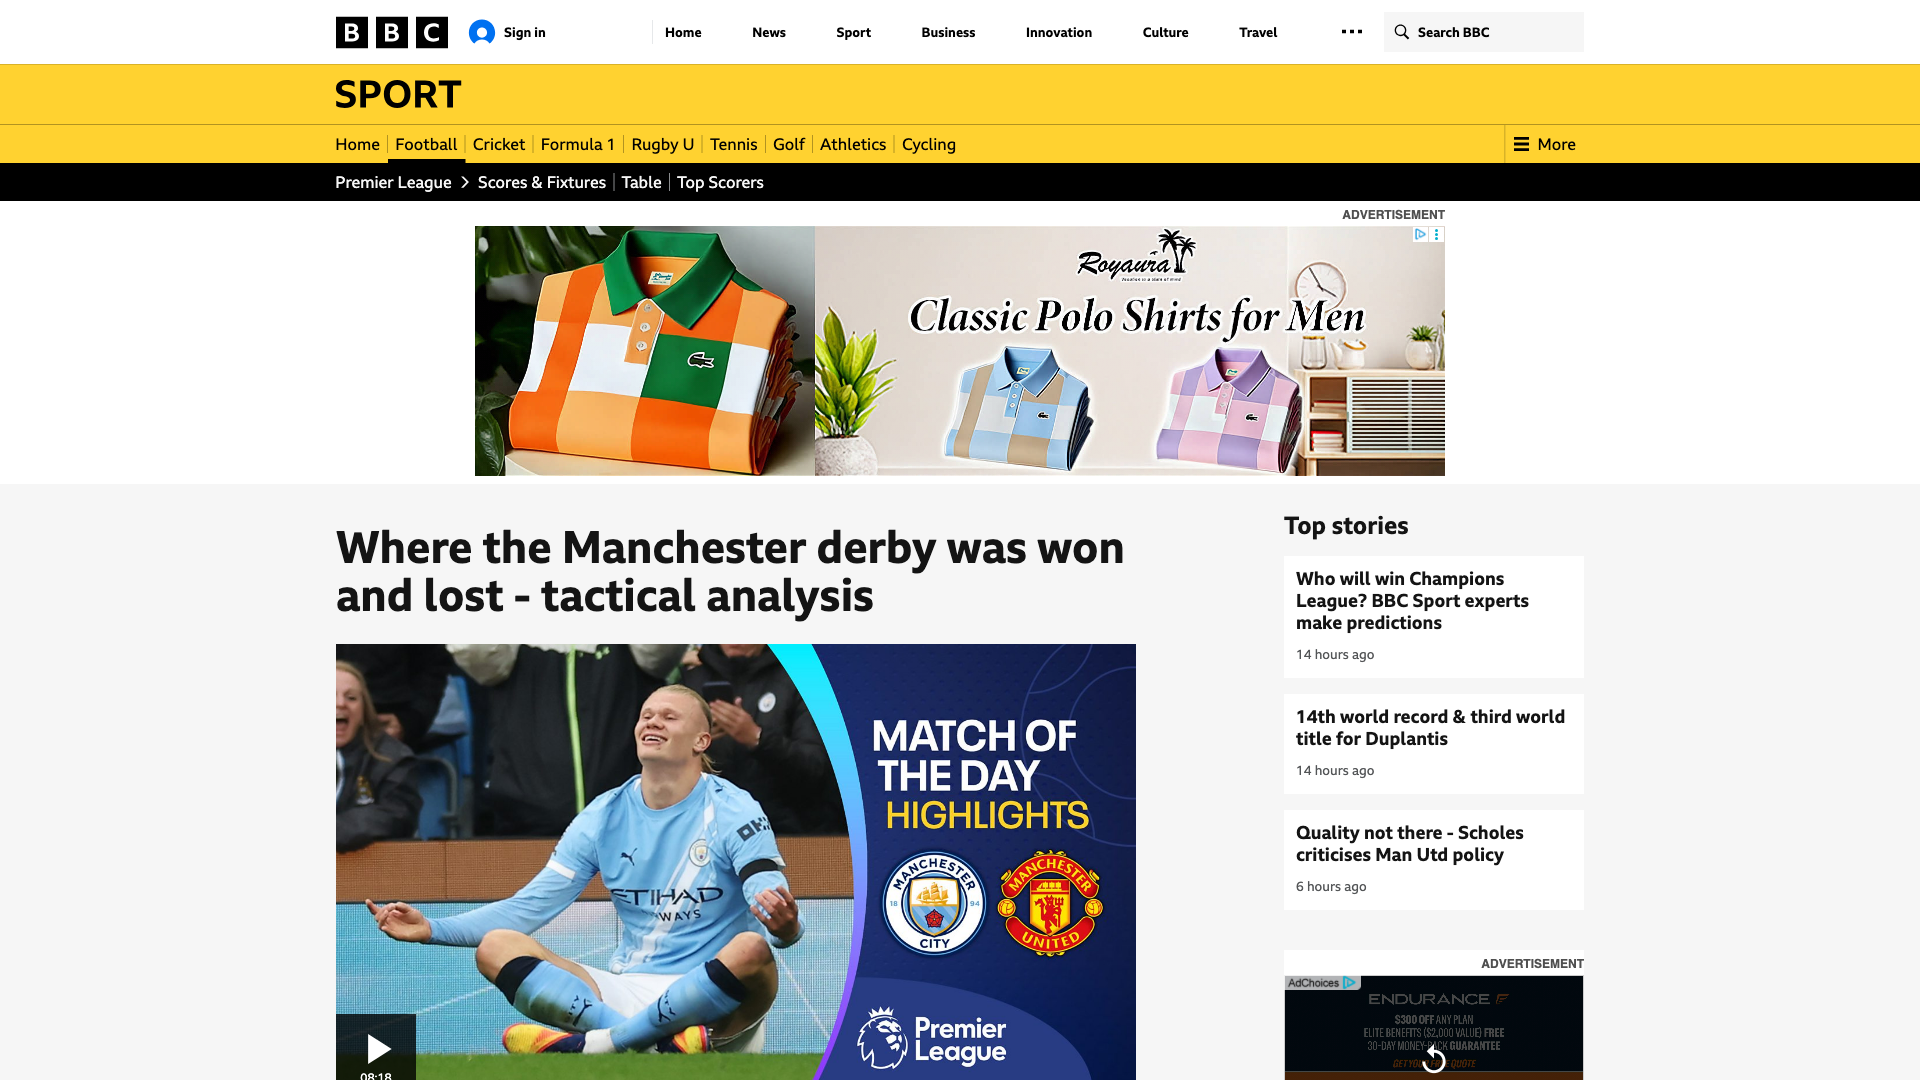 BBC
Sign in
Home
News
Sport
Business
Innovation
Culture
Travel
Search BBC
SPORT
Home
Football
Cricket
Formula 1
Rugby U
Tennis
Golf
Athletics
Cycling
More
Premier League
Scores & Fixtures
Table
Top Scorers
ADVERTISEMENT
Royaura
Classic Polo Shirts for Men
Where the Manchester derby was won
and lost - tactical analysis
MATCH OF
THE DAY
HIGHLIGHTS
MANCHESTER
18 94
CITY
MANCHESTER
UNITED
ETIHAD
WAYS
Premier
League
08:18
Top stories
Who will win Champions
League? BBC Sport experts
make predictions
14 hours ago
14th world record & third world
title for Duplantis
14 hours ago
Quality not there - Scholes
criticises Man Utd policy
6 hours ago
ADVERTISEMENT
AdChoices
ENDURANCE
$300 OFF ANY PLAN
ELITE BENEFITS ($2,000 VALUE) FREE
30-DAY MONEY-BACK GUARANTEE
GET YOUR FREE QUOTE